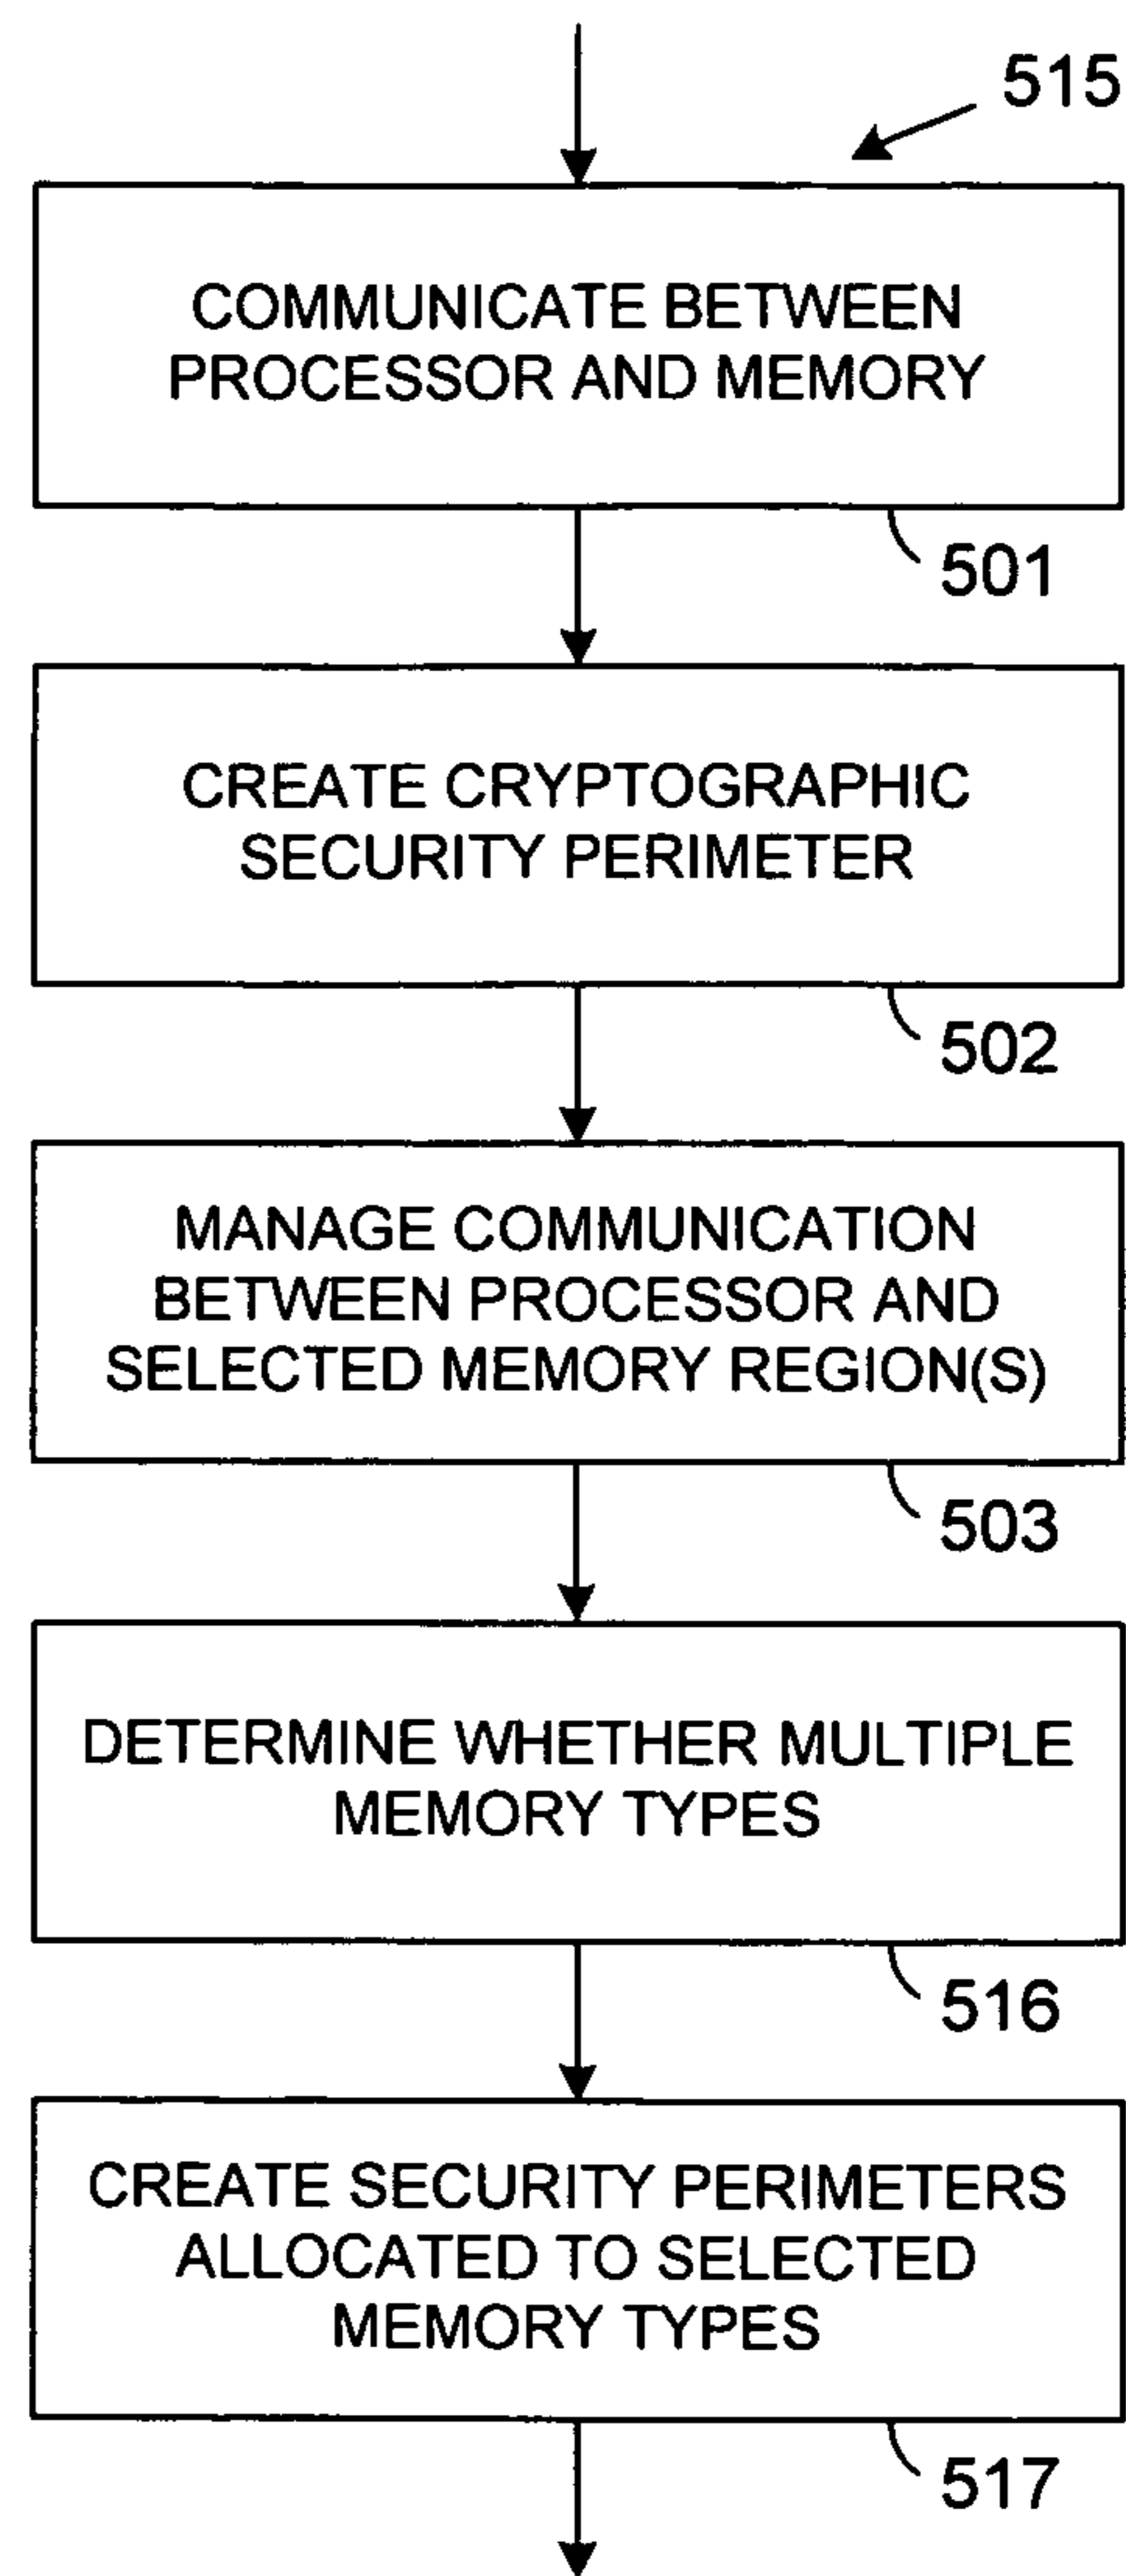 515
COMMUNICATE BETWEEN
PROCESSOR AND MEMORY
501
CREATE CRYPTOGRAPHIC
SECURITY PERIMETER
502
MANAGE COMMUNICATION
BETWEEN PROCESSOR AND
SELECTED MEMORY REGION(S)
503
DETERMINE WHETHER MULTIPLE
MEMORY TYPES
516
CREATE SECURITY PERIMETERS
ALLOCATED TO SELECTED
MEMORY TYPES
517